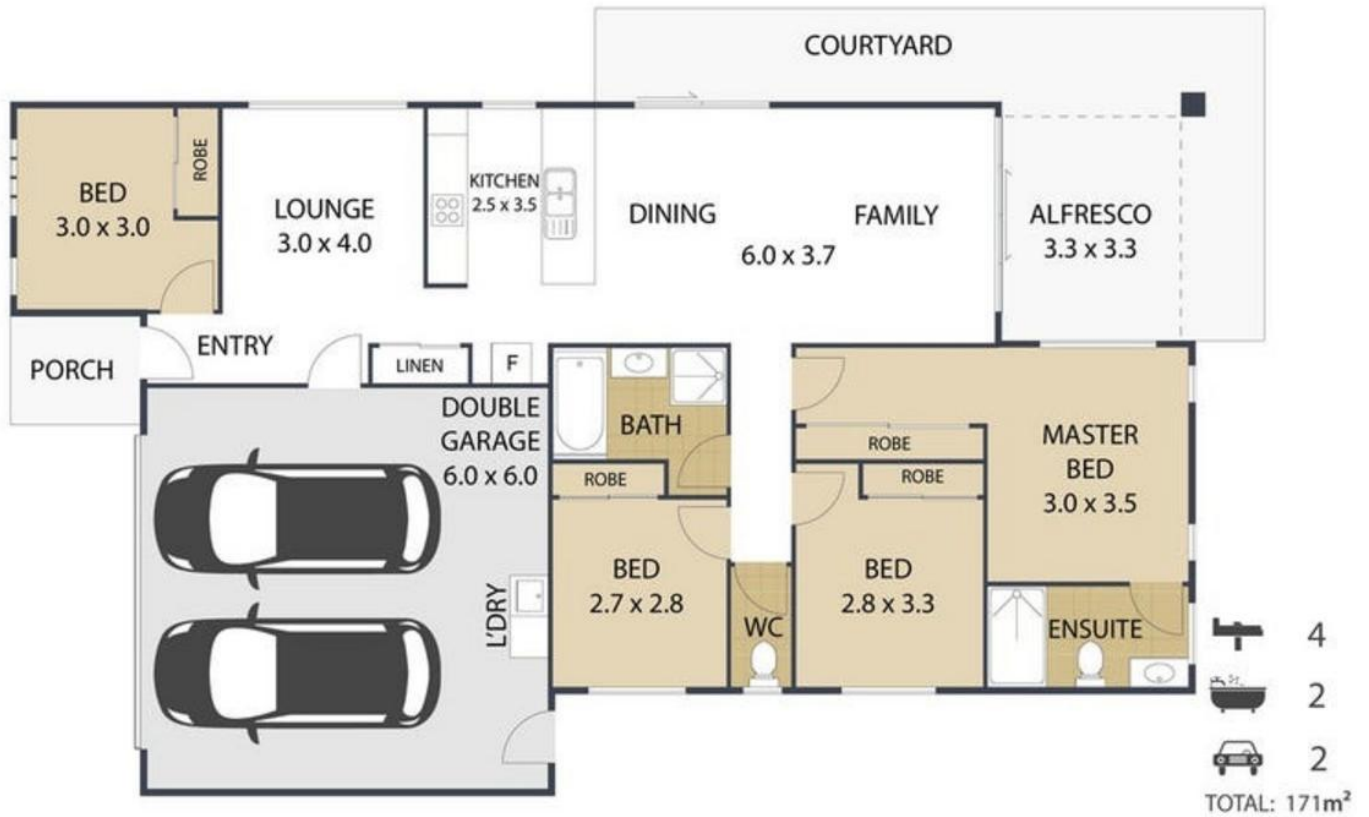 COURTYARD
BED
3.0 x 3.0
ROBE
LOUNGE
3.0 x 4.0
KITCHEN
2.5 x 3.5
DINING
FAMILY
6.0 x 3.7
ALFRESCO
3.3 x 3.3
PORCH
ENTRY
LINEN
F
DOUBLE
GARAGE
6.0 x 6.0
BATH
ROBE
BED
2.7 x 2.8
L'DRY
WC
ROBE
ROBE
BED
2.8 x 3.3
MASTER
BED
3.0 x 3.5
ENSUITE
4
2
2
TOTAL: 171m²